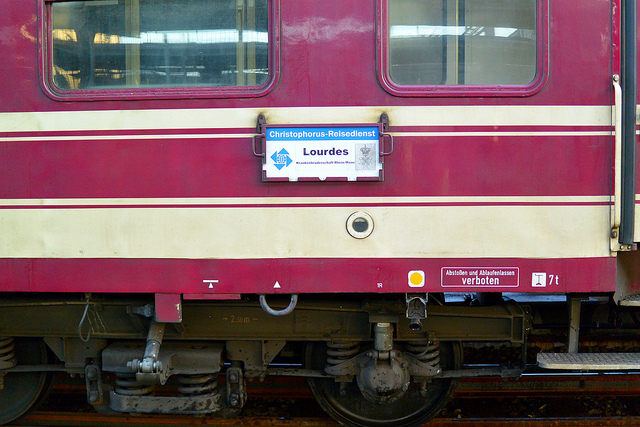 Christophorus-Reisedienst
Lourdes
Abstoßen und Ablaufenlassen
verboten
7t